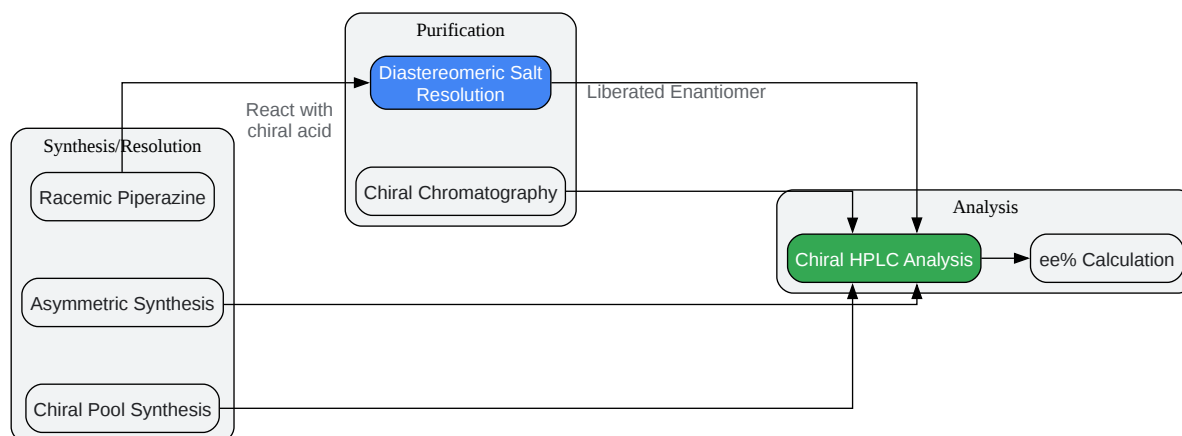 Purification
Diastereomeric Salt
Resolution
Liberated Enantiomer
React with
chiral acid
Synthesis/Resolution
Racemic Piperazine
Chiral Chromatography
Analysis
Chiral HPLC Analysis
ee% Calculation
Asymmetric Synthesis
Chiral Pool Synthesis